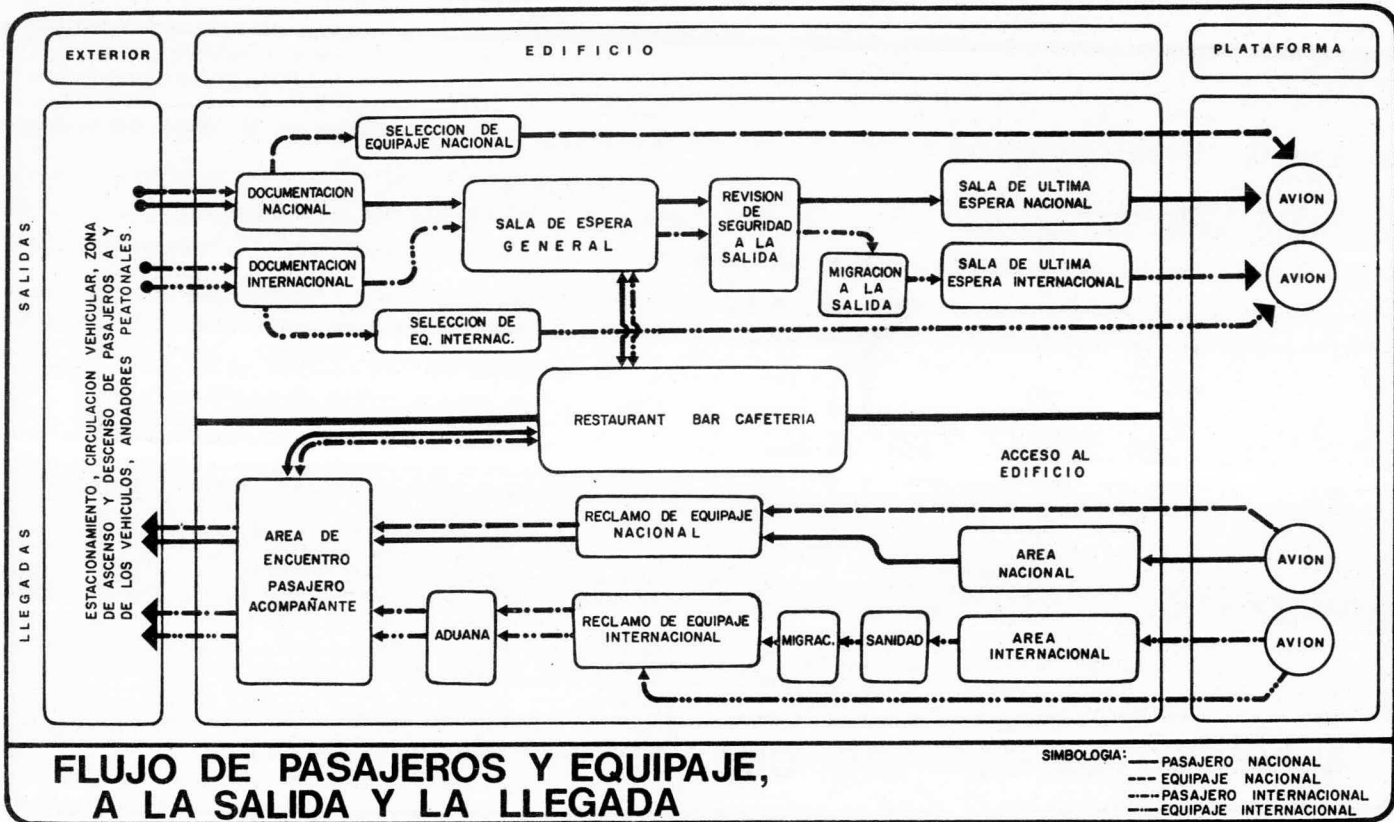 EXTERIOR
EDIFICIO
PLATAFORMA
SALIDAS
LLEGADAS
ESTACIONAMIENTO, CIRCULACION VEHICULAR, ZONA
DE ASCENSO Y DESCENSO DE PASAJEROS A Y
DE LOS VEHICULOS, ANDADORES PEATONALES.
SELECCION DE
EQUIPAJE NACIONAL
DOCUMENTACION
NACIONAL
DOCUMENTACION
INTERNACIONAL
SELECCION DE
EQ. INTERNAC.
SALA DE ESPERA
GENERAL
REVISION
DE
SEGURIDAD
A LA
SALIDA
MIGRACION
A LA
SALIDA
SALA DE ULTIMA
ESPERA NACIONAL
SALA DE ULTIMA
ESPERA INTERNACIONAL
AVION
AVION
RESTAURANT BAR CAFETERIA
ACCESO AL
EDIFICIO
AREA DE
ENCUENTRO
PASAJERO
ACOMPAÑANTE
RECLAMO DE EQUIPAJE
NACIONAL
AREA
NACIONAL
AVION
ADUANA
RECLAMO DE EQUIPAJE
INTERNACIONAL
MIGRAC.
SANIDAD
AREA
INTERNACIONAL
AVION
FLUJO DE PASAJEROS Y EQUIPAJE,
A LA SALIDA Y LA LLEGADA
SIMBOLOGIA:
PASAJERO NACIONAL
EQUIPAJE NACIONAL
PASAJERO INTERNACIONAL
EQUIPAJE INTERNACIONAL